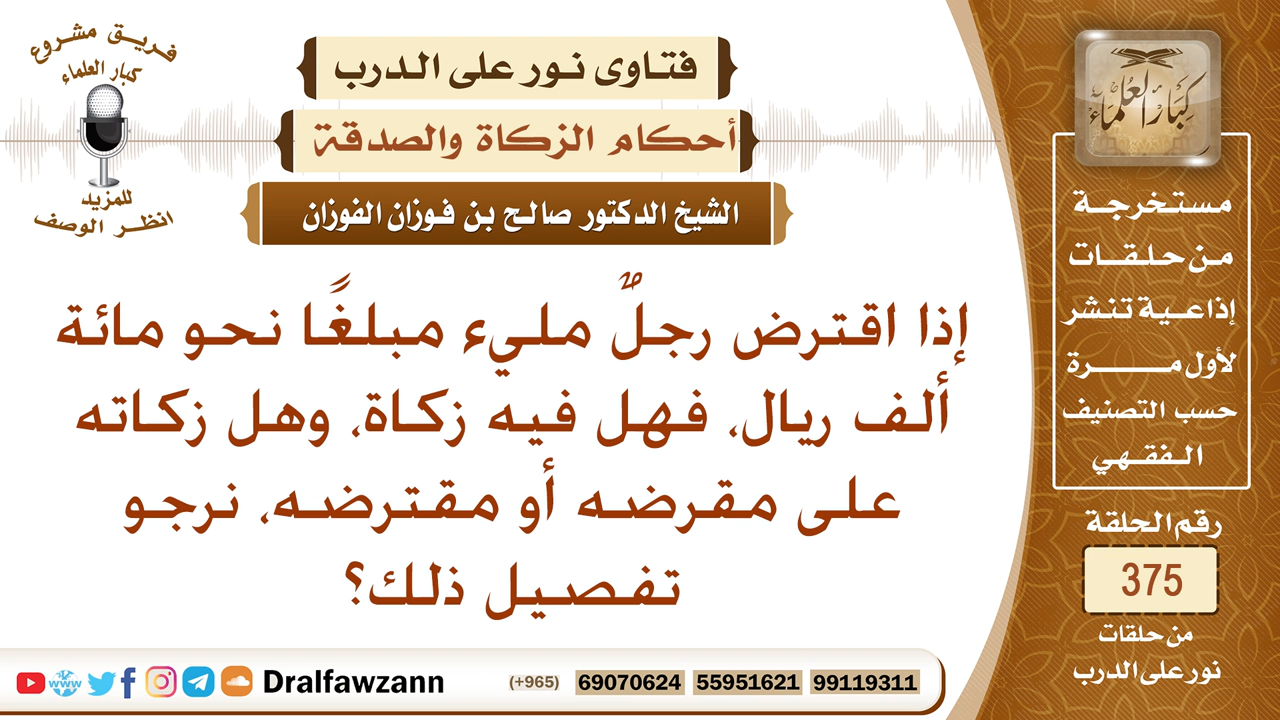 فريق مشروع
كبار العلماء
للمزيد
انظر الوصف
فتاوى نور على الدرب
أحكام الزكاة والصدقة
الشيخ الدكتور صالح بن فوزان الفوزان
إذا اقترض رجلٌ مليء مبلغًا نحو مائة
ألف ريال، فهل فيه زكاة، وهل زكاته
على مقرضه أو مقترضه، نرجو
تفصيل ذلك؟
كبار العلماء
مستخرجة
من حلقات
إذاعية تنشر
لأول مرة
حسب التصنيف
الفقهي
رقم الحلقة
375
من حلقات
نور على الدرب
www
Dralfawzann
(+965) 69070624 55951621 99119311